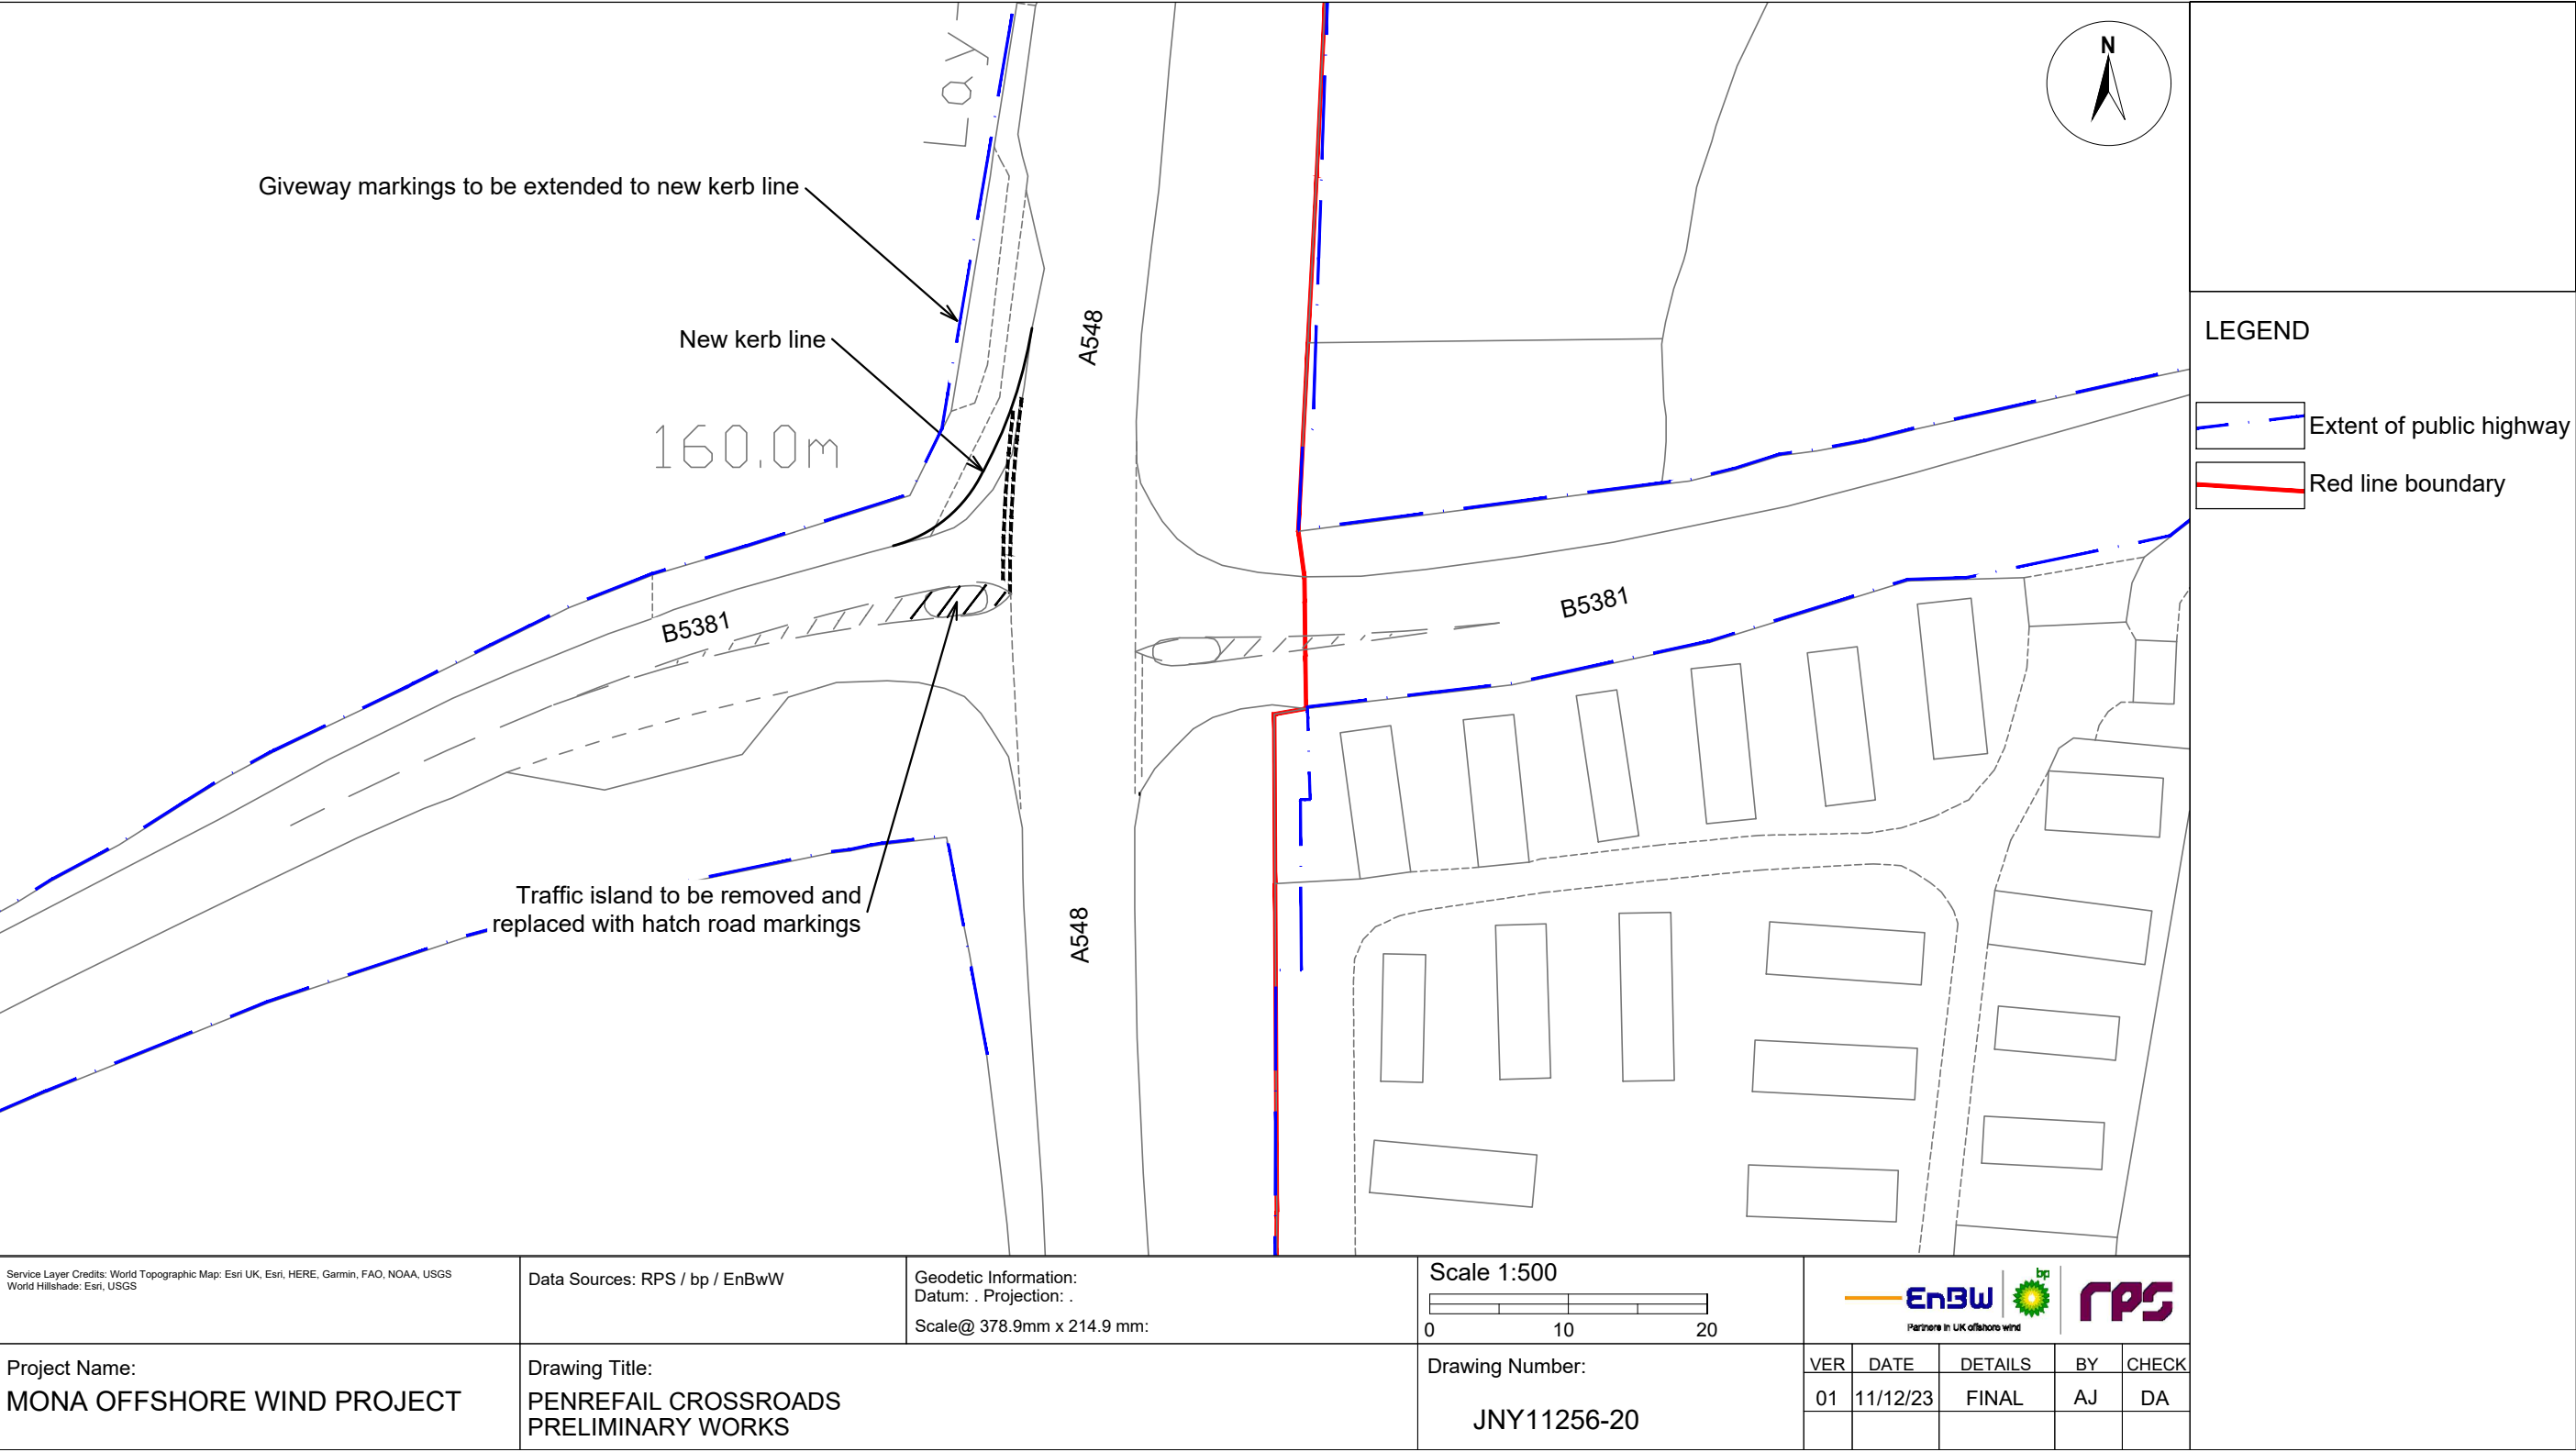 Lay
N
Giveway markings to be extended to new kerb line
New kerb line
A548
160.0m
LEGEND
Extent of public highway
Red line boundary
B5381
B5381
Traffic island to be removed and
replaced with hatch road markings
A548
Service Layer Credits: World Topographic Map: Esri UK, Esri, HERE, Garmin, FAO, NOAA, USGS
World Hillshade: Esri, USGS
Data Sources: RPS / bp / EnBwW
Geodetic Information:
Datum: . Projection: .
Scale@ 378.9mm x 214.9 mm:
Scale 1:500
0 10 20
EnBW
bp
rps
Partners in UK offshore wind
Project Name:
MONA OFFSHORE WIND PROJECT
Drawing Title:
PENREFAIL CROSSROADS
PRELIMINARY WORKS
Drawing Number:
JNY11256-20
VER DATE DETAILS BY CHECK
01 11/12/23 FINAL AJ DA